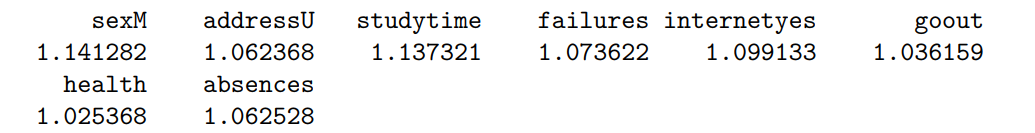 sexM addressU studytime failures internetyes goout
1.141282 1.062368 1.137321 1.073622 1.099133 1.036159
health absences
1.025368 1.062528